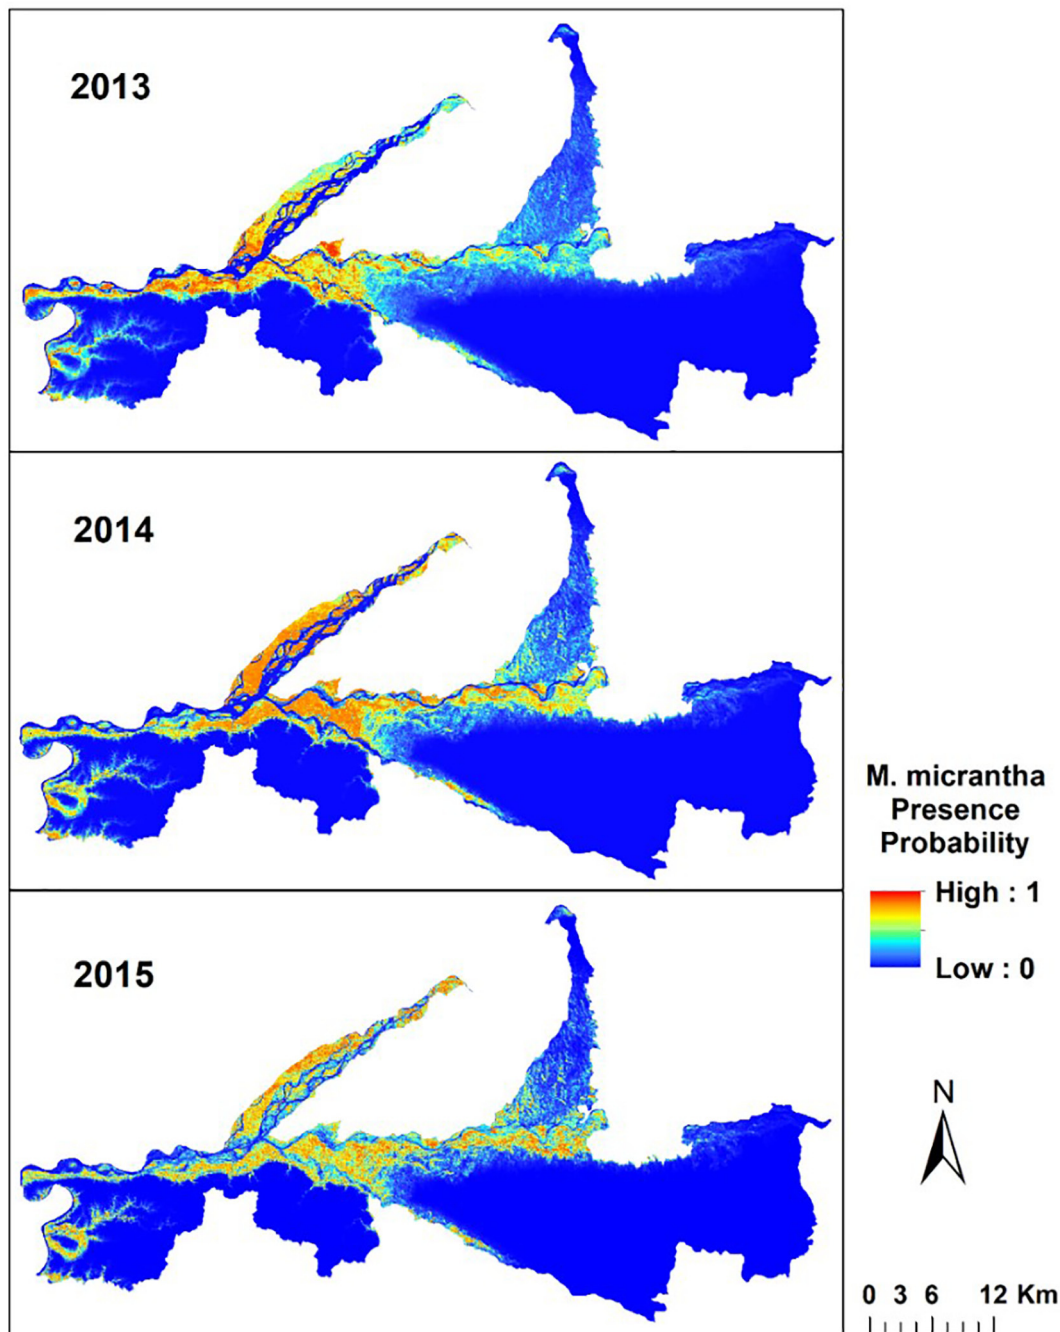 2013
2014
2015
M. micrantha
Presence
Probability
High : 1
Low : 0
N
0 3 6 12 Km